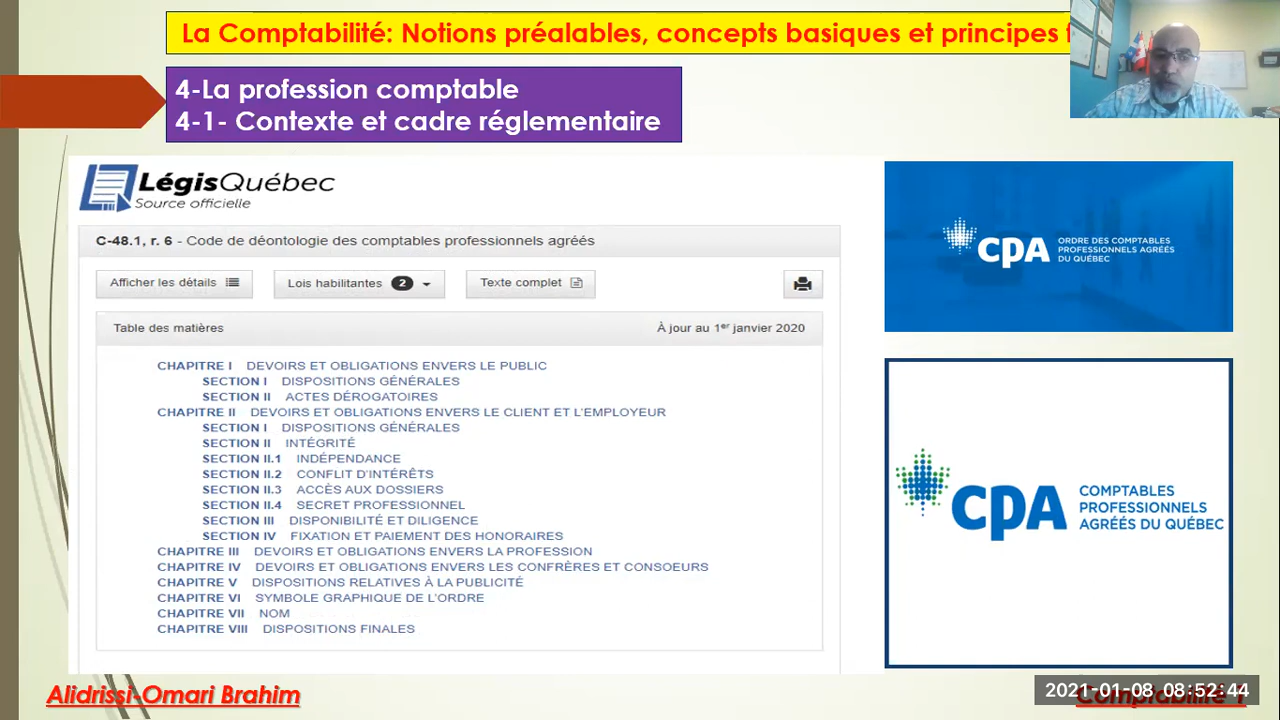 La Comptabilité: Notions préalables, concepts basiques et principes
4-La profession comptable
4-1- Contexte et cadre réglementaire
LégisQuébec
Source officielle
C-48.1, r. 6 - Code de déontologie des comptables professionnels agréés
Afficher les détails
Lois habilitantes 2
Texte complet
Table des matières
À jour au 1er janvier 2020
CHAPITRE I DEVOIRS ET OBLIGATIONS ENVERS LE PUBLIC
SECTION I DISPOSITIONS GÉNÉRALES
SECTION II ACTES DÉROGATOIRES
CHAPITRE II DEVOIRS ET OBLIGATIONS ENVERS LE CLIENT ET L'EMPLOYEUR
SECTION I DISPOSITIONS GÉNÉRALES
SECTION II INTÉGRITÉ
SECTION II.1 INDÉPENDANCE
SECTION II.2 CONFLIT D'INTÉRÊTS
SECTION II.3 ACCÈS AUX DOSSIERS
SECTION II.4 SECRET PROFESSIONNEL
SECTION III DISPONIBILITÉ ET DILIGENCE
SECTION IV FIXATION ET PAIEMENT DES HONORAIRES
CHAPITRE III DEVOIRS ET OBLIGATIONS ENVERS LA PROFESSION
CHAPITRE IV DEVOIRS ET OBLIGATIONS ENVERS LES CONFRÈRES ET CONSOEURS
CHAPITRE V DISPOSITIONS RELATIVES À LA PUBLICITÉ
CHAPITRE VI SYMBOLE GRAPHIQUE DE L'ORDRE
CHAPITRE VII NOM
CHAPITRE VIII DISPOSITIONS FINALES
CPA
ORDRE DES COMPTABLES
PROFESSIONNELS AGRÉÉS
DU QUÉBEC
CPA
COMPTABLES
PROFESSIONNELS
AGRÉÉS DU QUÉBEC
Alidrissi-Omari Brahim
2021-01-08 08:52:44
Comptabilité 1